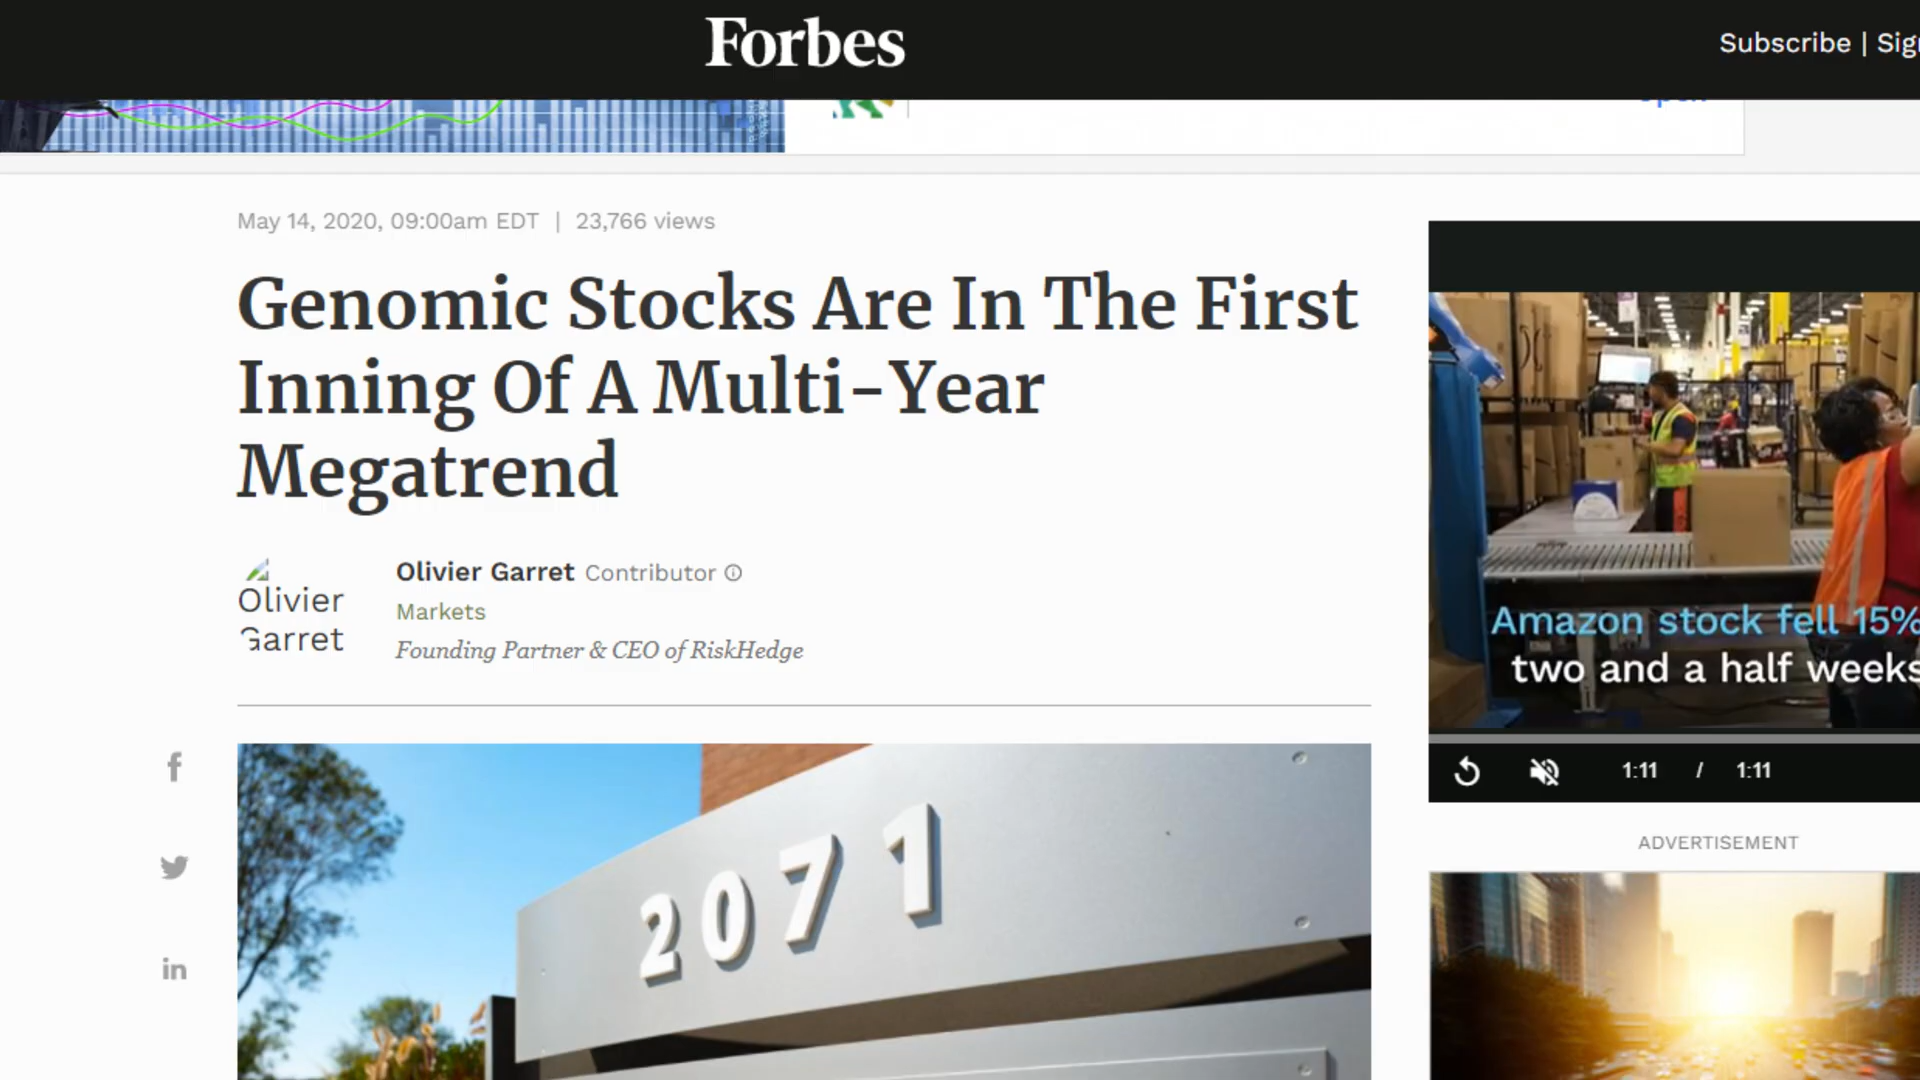 Forbes
Subscribe | Sig
May 14, 2020, 09:00am EDT | 23,766 views
Genomic Stocks Are In The First
Inning Of A Multi-Year
Megatrend
Olivier Garret Contributor
Olivier
Garret
Markets
Founding Partner & CEO of RiskHedge
Amazon stock fell 15%
two and a half weeks
1:11 / 1:11
ADVERTISEMENT
f
in
2071